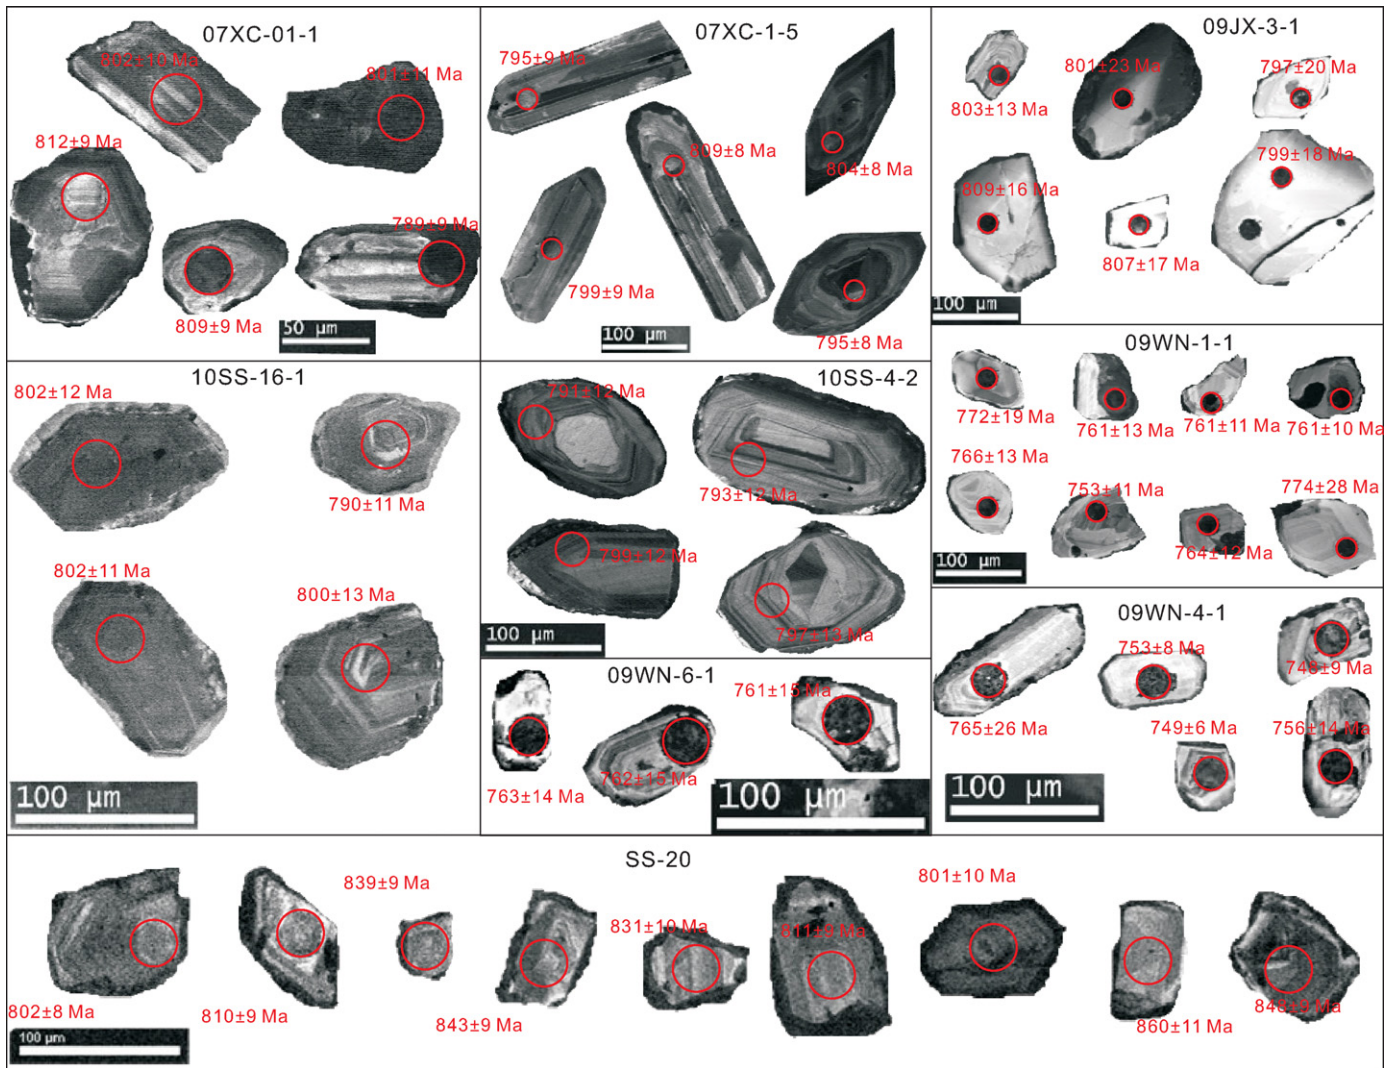 07XC-01-1
802±10 Ma
801±11 Ma
812±9 Ma
789±9 Ma
809±9 Ma
50 μm
07XC-1-5
795±9 Ma
809±8 Ma
804±8 Ma
799±9 Ma
795±8 Ma
100 μm
09JX-3-1
801±23 Ma
797±20 Ma
803±13 Ma
799±18 Ma
809±16 Ma
807±17 Ma
100 μm
10SS-16-1
802±12 Ma
790±11 Ma
802±11 Ma
800±13 Ma
100 μm
10SS-4-2
791±12 Ma
793±12 Ma
799±12 Ma
797±13 Ma
100 μm
09WN-1-1
772±19 Ma
761±13 Ma
761±11 Ma
761±10 Ma
766±13 Ma
753±11 Ma
774±28 Ma
764±12 Ma
100 μm
09WN-6-1
761±15 Ma
762±15 Ma
763±14 Ma
100 μm
09WN-4-1
753±8 Ma
748±9 Ma
765±26 Ma
749±6 Ma
756±14 Ma
100 μm
SS-20
839±9 Ma
801±10 Ma
831±10 Ma
811±9 Ma
802±8 Ma
810±9 Ma
843±9 Ma
860±11 Ma
848±9 Ma
100 μm